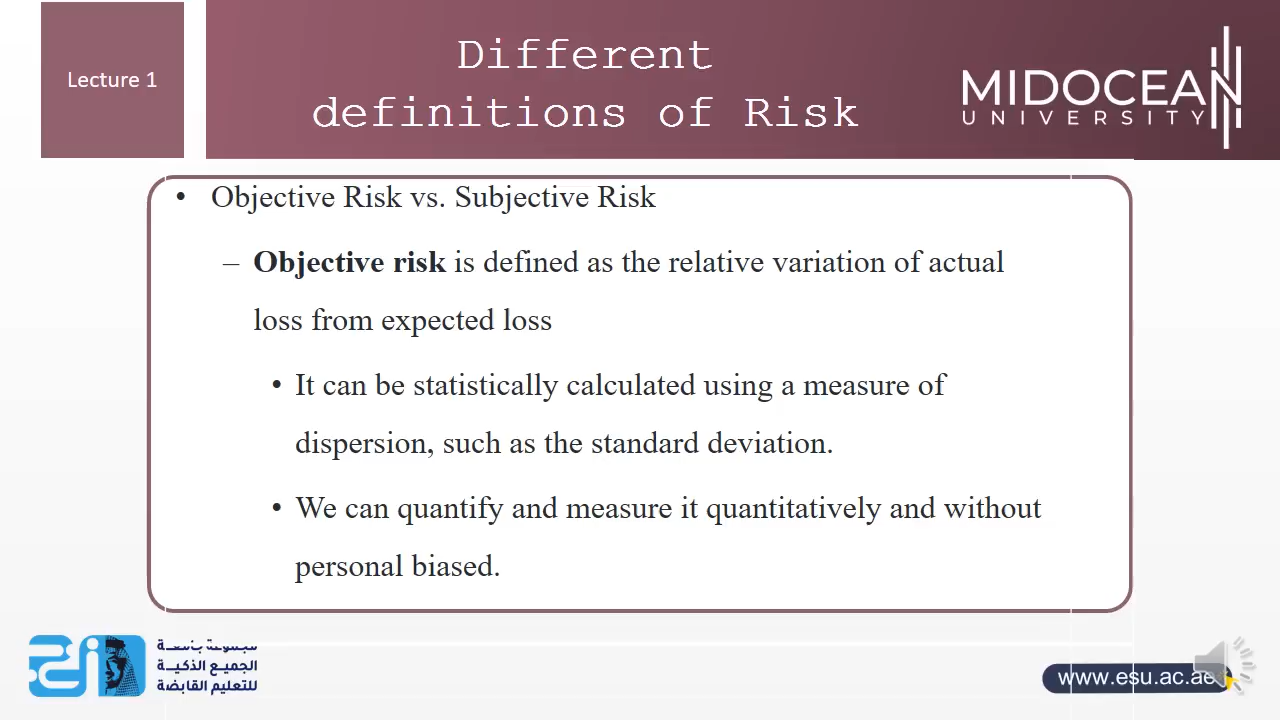 Lecture 1
Different
definitions of Risk
MIDOCEAN
UNIVERSITY
• Objective Risk vs. Subjective Risk
– Objective risk is defined as the relative variation of actual
loss from expected loss
• It can be statistically calculated using a measure of
dispersion, such as the standard deviation.
• We can quantify and measure it quantitatively and without
personal biased.
مجموعة جامعة
الجميع الذكية
للتعليم القابضة
www.esu.ac.ae